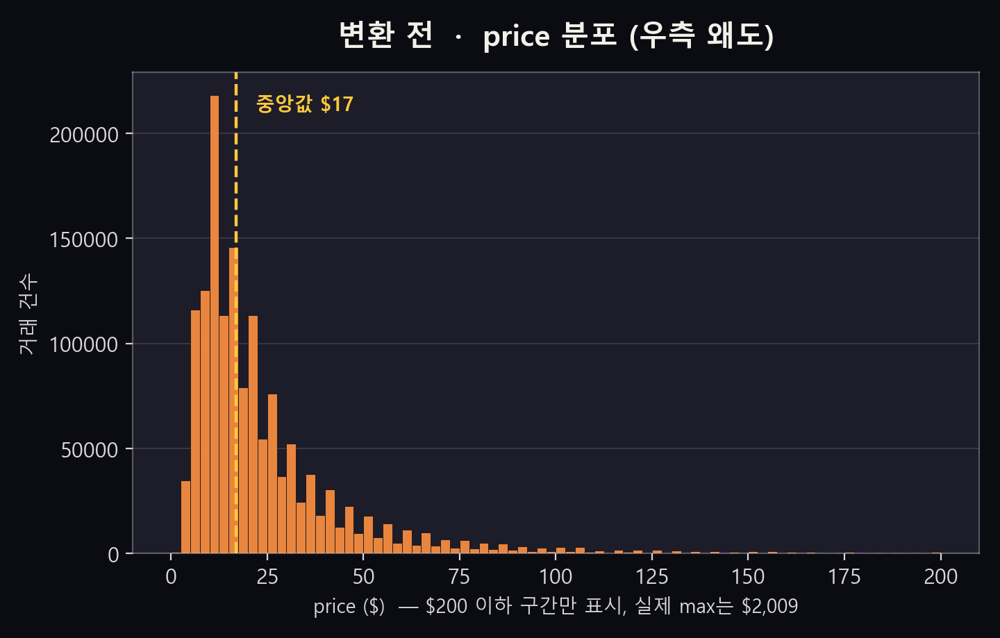 변환 전 · price 분포 (우측 왜도)
중앙값 $17
200000
150000
100000
50000
0
거래 건수
0 25 50 75 100 125 150 175 200
price ($) — $200 이하 구간만 표시, 실제 max는 $2,009